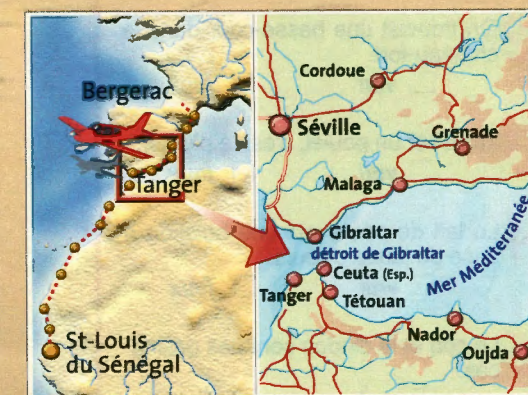 Bergerac
Tanger
St-Louis
du Sénégal
Cordoue
Séville
Grenade
Malaga
Gibraltar
détroit de Gibraltar
Ceuta (Esp.)
Tanger
Tétouan
Mer Méditerranée
Nador
Oujda